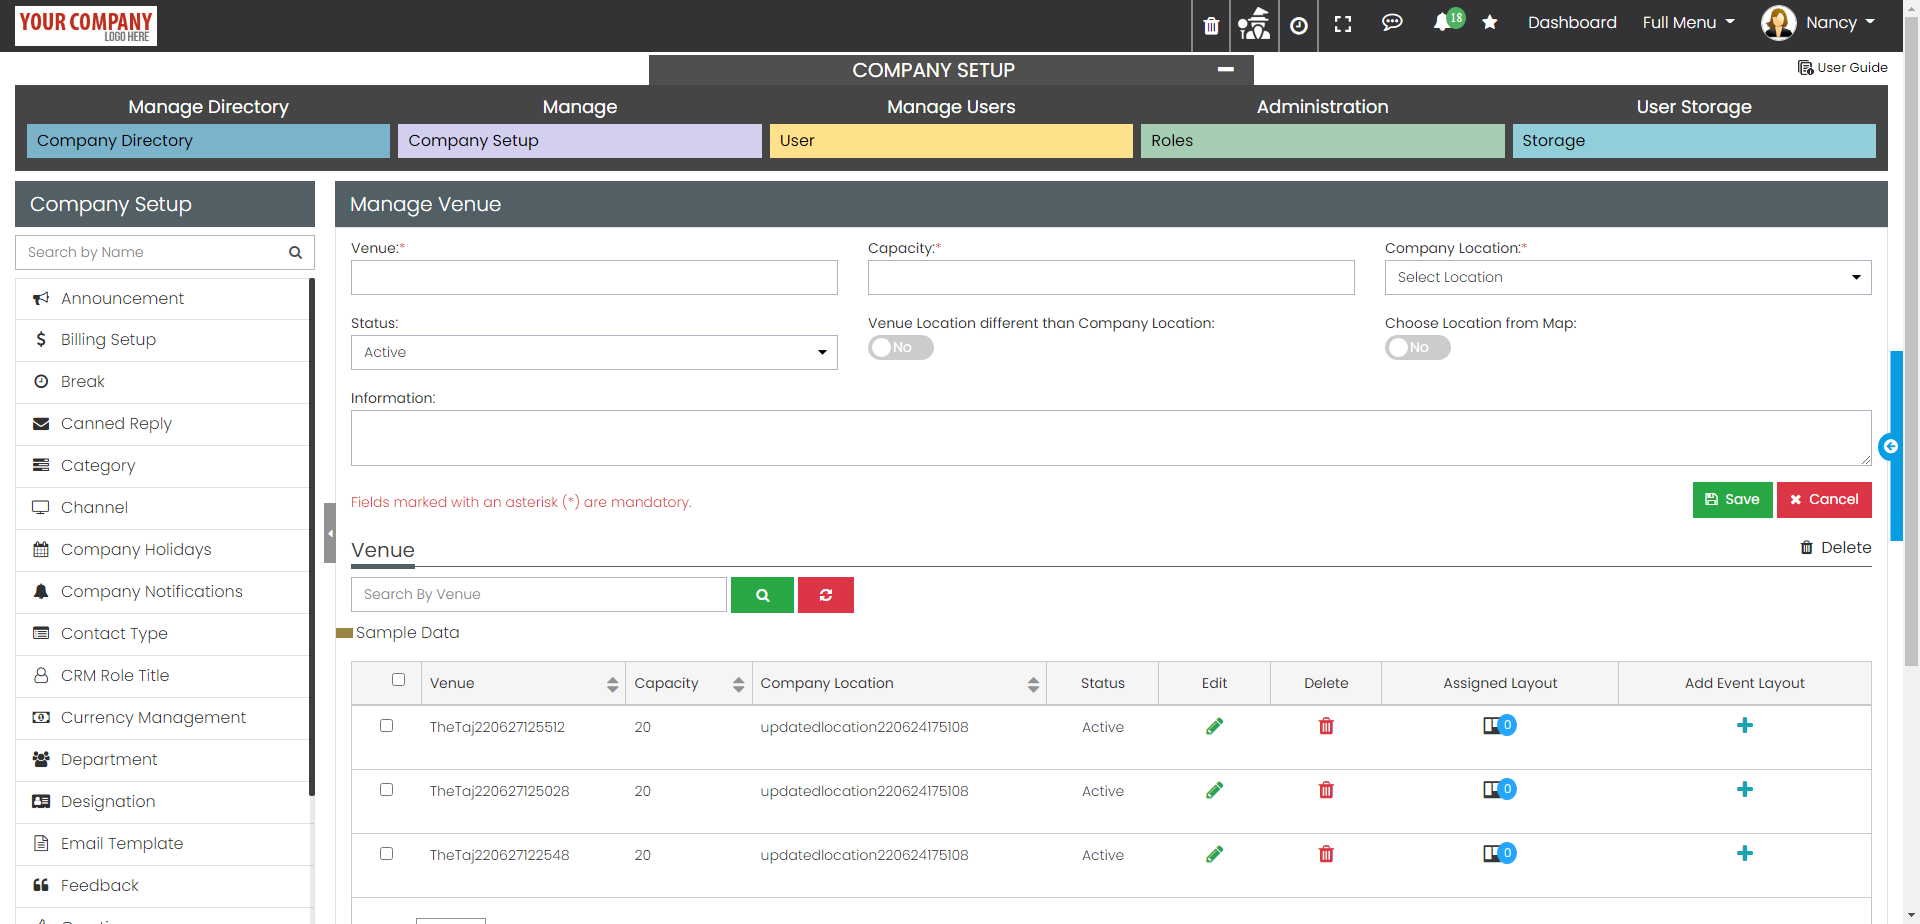 YOUR COMPANY
LOGO HERE
18
Dashboard
Full Menu
Nancy
COMPANY SETUP
User Guide
Manage Directory
Manage
Manage Users
Administration
User Storage
Company Directory
Company Setup
User
Roles
Storage
Company Setup
Search by Name
Announcement
Billing Setup
Break
Canned Reply
Category
Channel
Company Holidays
Company Notifications
Contact Type
CRM Role Title
Currency Management
Department
Designation
Email Template
Feedback
Manage Venue
Venue:*
Capacity:*
Company Location:*
Select Location
Status:
Active
Venue Location different than Company Location:
No
Choose Location from Map:
No
Information:
Fields marked with an asterisk (*) are mandatory.
Save
Cancel
Venue
Delete
Search By Venue
Sample Data
Venue Capacity Company Location Status Edit Delete Assigned Layout Add Event Layout
TheTaj220627125512 20 updatedlocation220624175108 Active 0
TheTaj220627125028 20 updatedlocation220624175108 Active 0
TheTaj220627122548 20 updatedlocation220624175108 Active 0